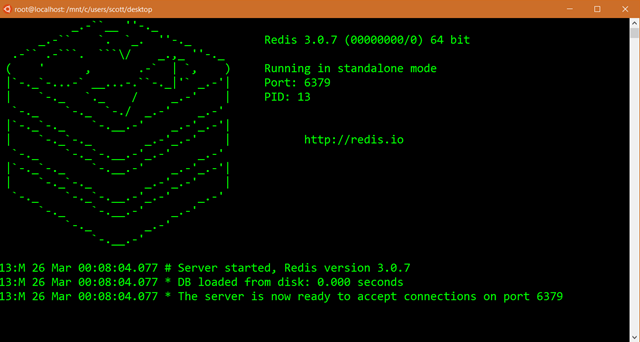 root@localhost: /mnt/c/users/scott/desktop
Redis 3.0.7 (00000000/0) 64 bit
Running in standalone mode
Port: 6379
PID: 13
http://redis.io
13:M 26 Mar 00:08:04.077 # Server started, Redis version 3.0.7
13:M 26 Mar 00:08:04.077 * DB loaded from disk: 0.000 seconds
13:M 26 Mar 00:08:04.077 * The server is now ready to accept connections on port 6379